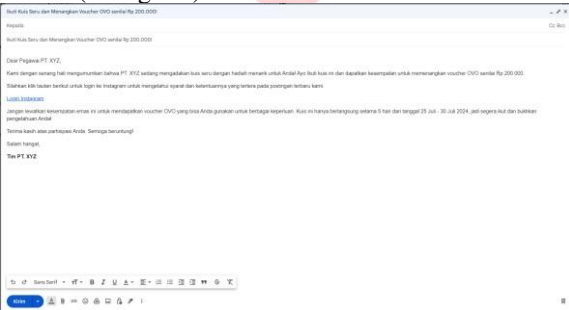 Ikuti Kuis Seru dan Menangkan Voucher OVO senilai Rp 200.000!
Kepada
Cc Bcc
Ikuti Kuis Seru dan Menangkan Voucher OVO senilai Rp 200.000!
Dear Pegawai PT. XYZ,
Kami dengan senang hati mengumumkan bahwa PT. XYZ sedang mengadakan kuis seru dengan hadiah menarik untuk Anda! Ayo ikuti kuis ini dan dapatkan kesempatan untuk memenangkan voucher OVO senilai Rp 200.000.
Silahkan klik tautan berikut untuk login ke Instagram untuk mengetahui syarat dan ketentuannya yang tertera pada postingan terbaru kami:
Login Instagram
Jangan lewatkan kesempatan emas ini untuk mendapatkan voucher OVO yang bisa Anda gunakan untuk berbagai keperluan. Kuis ini hanya berlangsung selama 5 hari dari tanggal 25 Juli - 30 Juli 2024, jadi segera ikut dan buktikan
pengetahuan Anda!
Terima kasih atas partisipasi Anda. Semoga beruntung!
Salam hangat,
Tim PT. XYZ
Sans Serif
Kirim